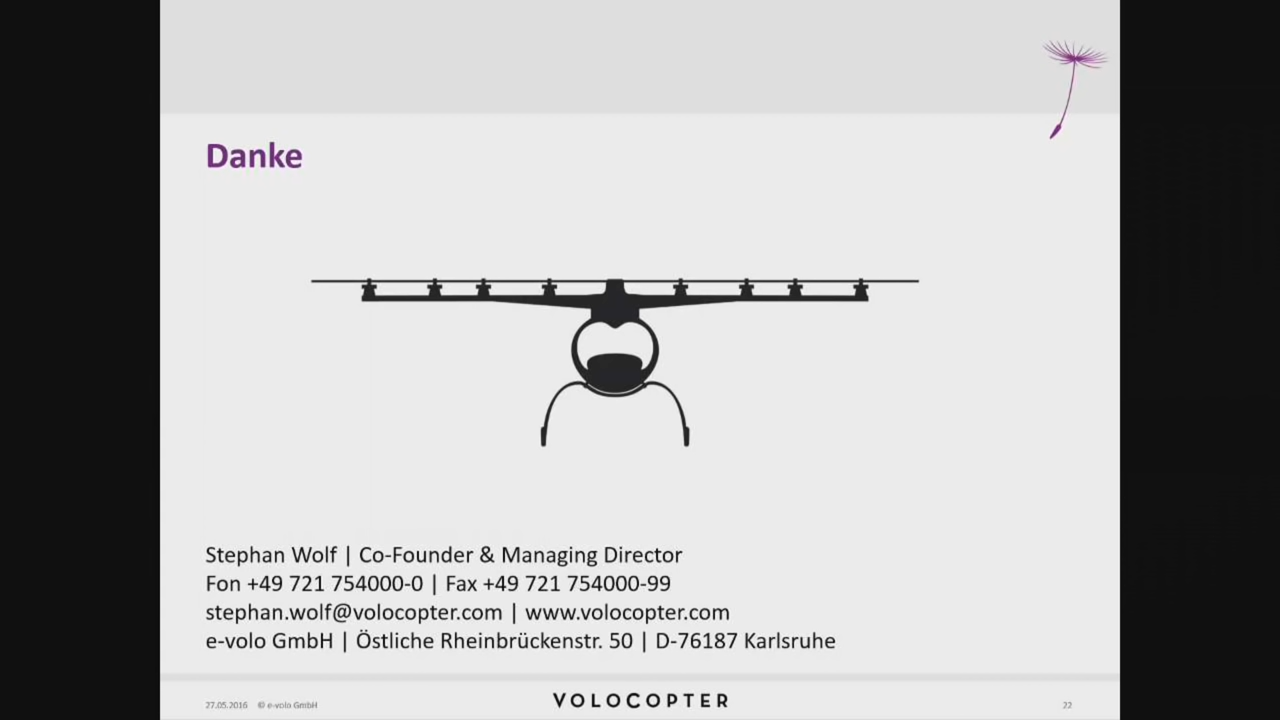 Danke
Stephan Wolf | Co-Founder & Managing Director
Fon +49 721 754000-0 | Fax +49 721 754000-99
stephan.wolf@volocopter.com | www.volocopter.com
e-volo GmbH | Östliche Rheinbrückenstr. 50 | D-76187 Karlsruhe
27.05.2016 © e-volo GmbH
VOLOCOPTER
22